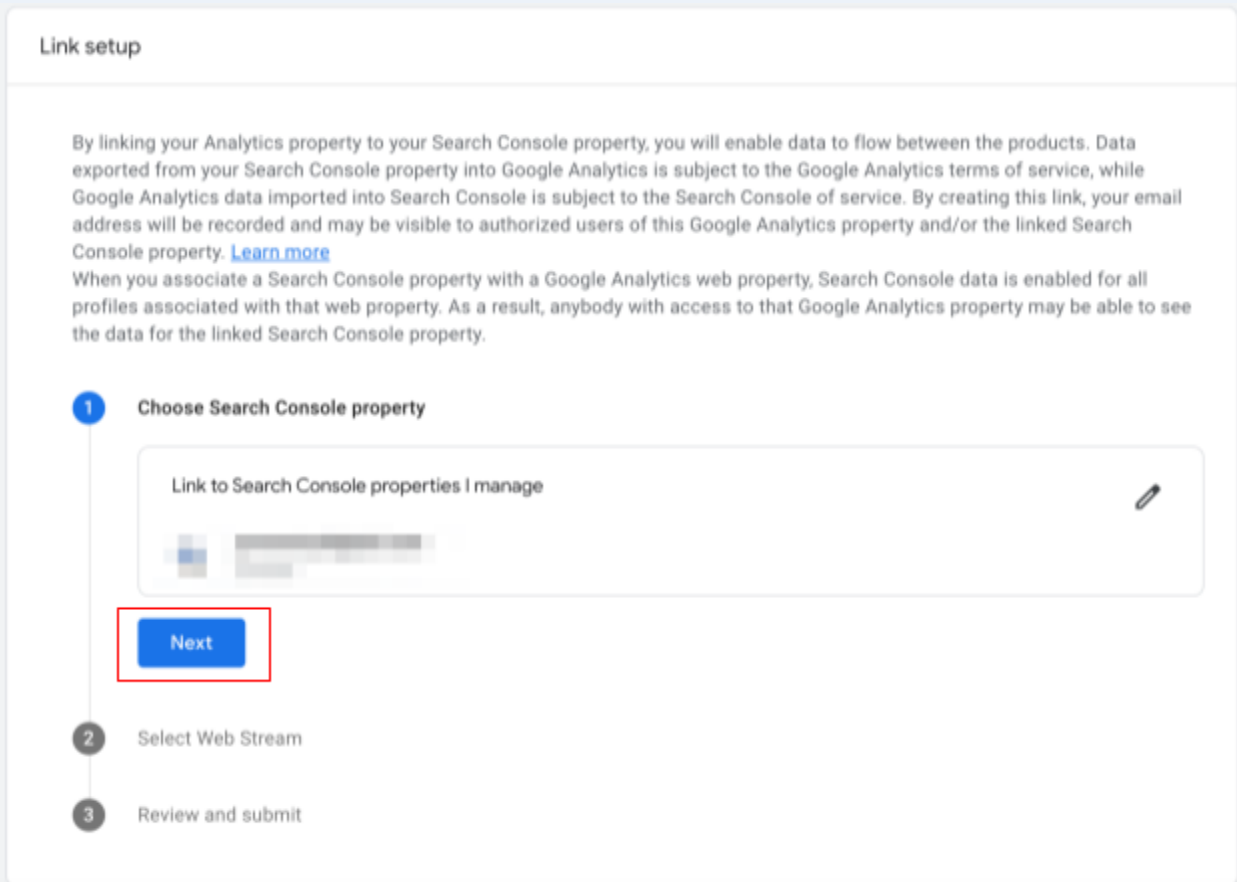 Link setup
By linking your Analytics property to your Search Console property, you will enable data to flow between the products. Data
exported from your Search Console property into Google Analytics is subject to the Google Analytics terms of service, while
Google Analytics data imported into Search Console is subject to the Search Console of service. By creating this link, your email
address will be recorded and may be visible to authorized users of this Google Analytics property and/or the linked Search
Console property. Learn more
When you associate a Search Console property with a Google Analytics web property, Search Console data is enabled for all
profiles associated with that web property. As a result, anybody with access to that Google Analytics property may be able to see
the data for the linked Search Console property.
1 Choose Search Console property
Link to Search Console properties I manage
Next
2 Select Web Stream
3 Review and submit